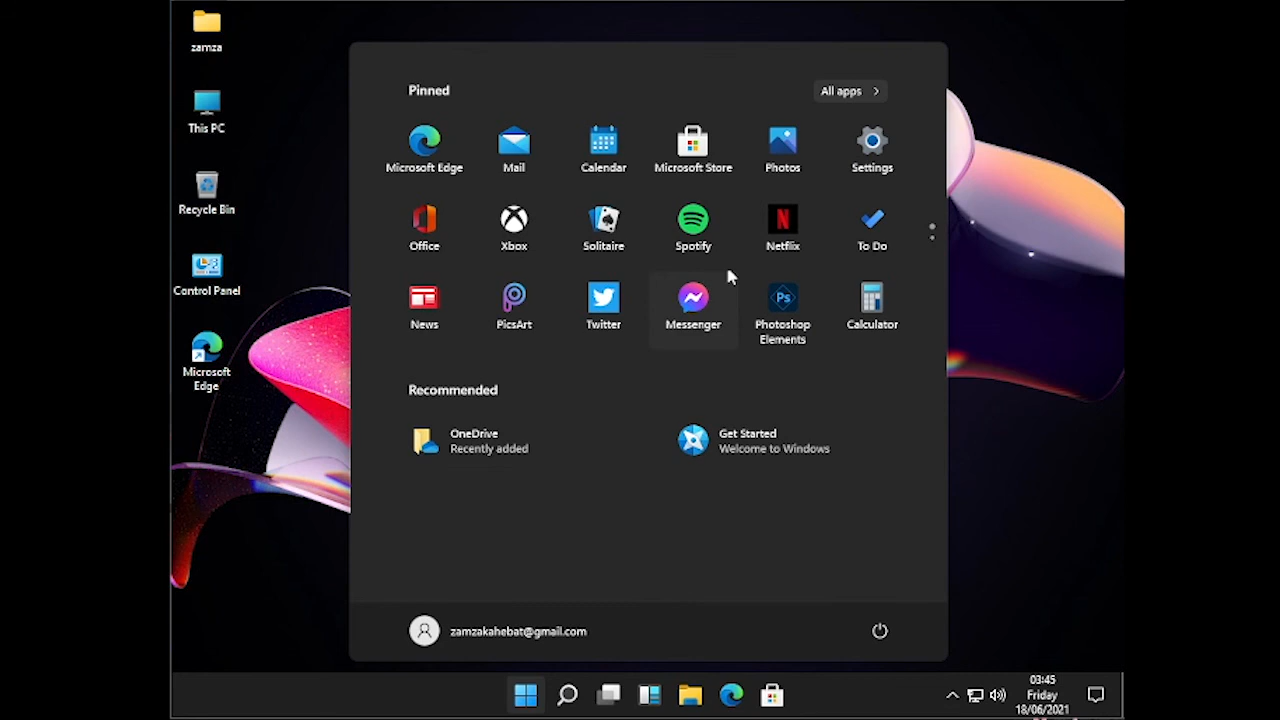 zamza
This PC
Recycle Bin
Control Panel
Microsoft
Edge
Pinned
All apps
Microsoft Edge
Mail
Calendar
Microsoft Store
Photos
Settings
Office
Xbox
Solitaire
Spotify
Netflix
To Do
News
PicsArt
Twitter
Messenger
Ps
Photoshop
Elements
Calculator
Recommended
OneDrive
Recently added
Get Started
Welcome to Windows
zamzakahebat@gmail.com
03:45
Friday
18/06/2021